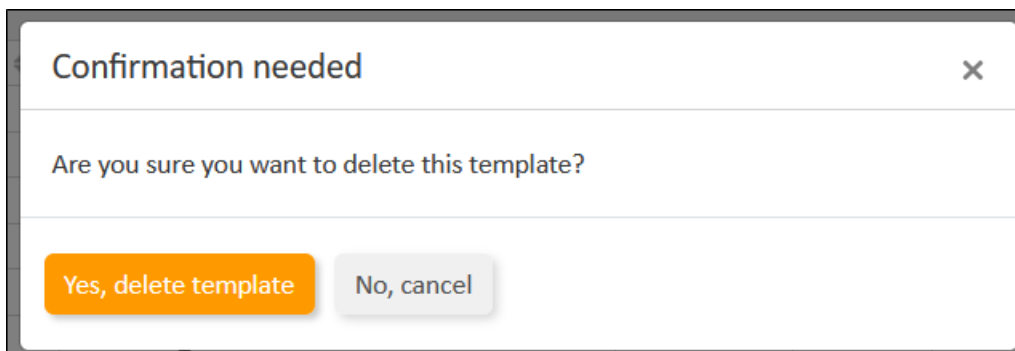 Confirmation needed
Are you sure you want to delete this template?
Yes, delete template
No, cancel